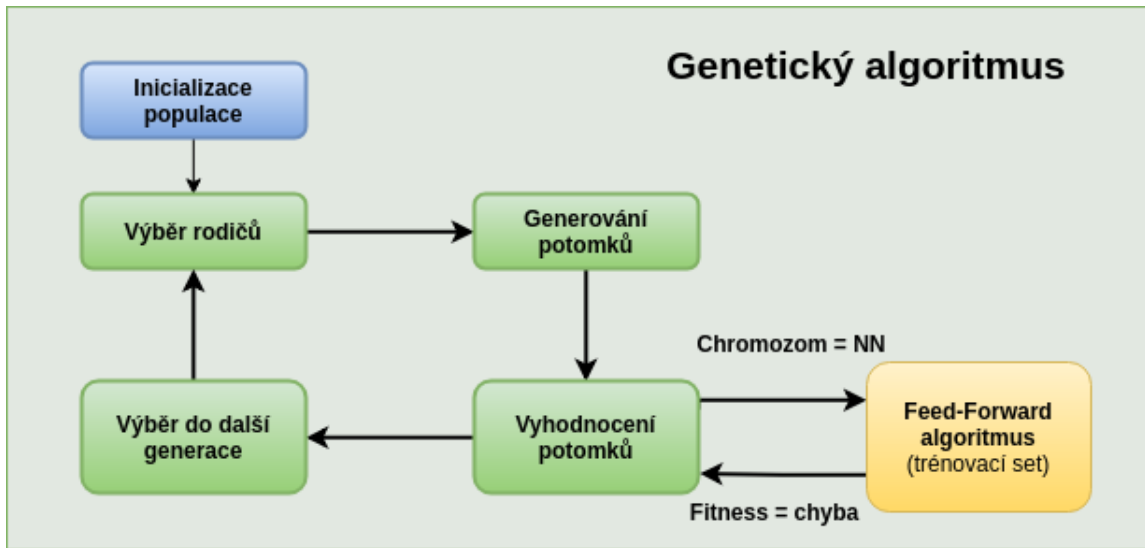 Genetický algoritmus
Inicializace
populace
Výběr rodičů
Generování
potomků
Chromozom = NN
Výběr do další
generace
Vyhodnocení
potomků
Feed-Forward
algoritmus
(trénovací set)
Fitness = chyba